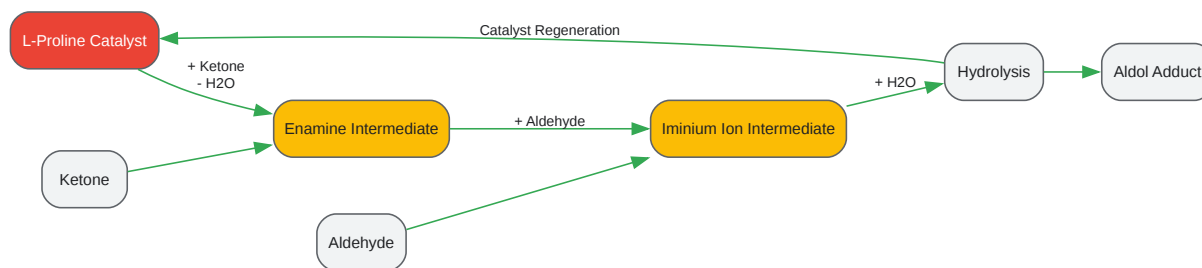 L-Proline Catalyst
Catalyst Regeneration
+ Ketone
- H2O
Hydrolysis
Aldol Adduct
+ H2O
Enamine Intermediate
+ Aldehyde
Iminium Ion Intermediate
Ketone
Aldehyde